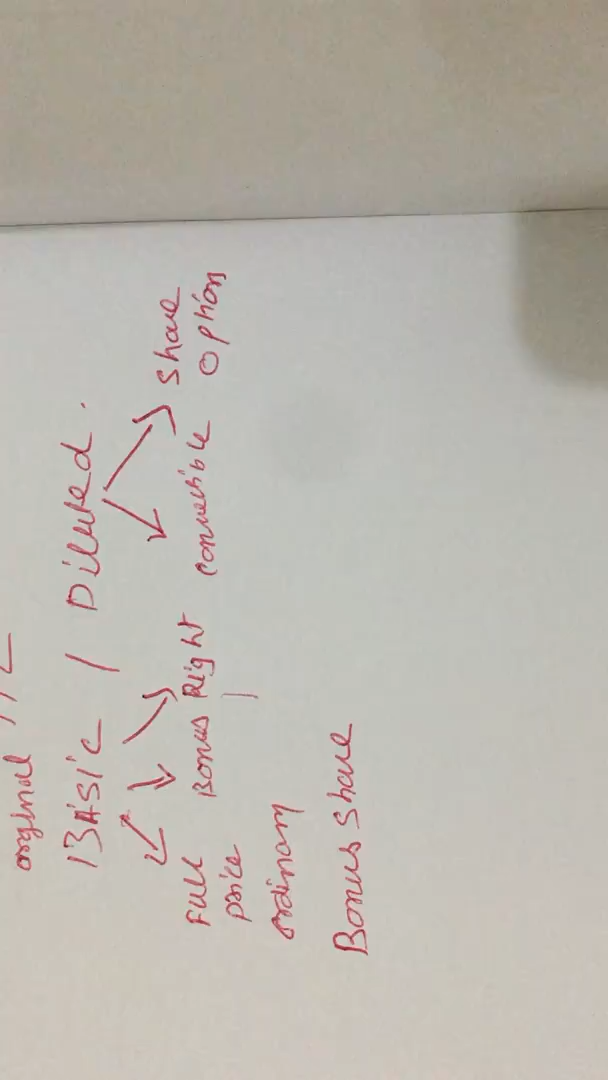 original
BASIC / Diluted.
Full Bonus Right convertible share
price option
ordinary
Bonus share